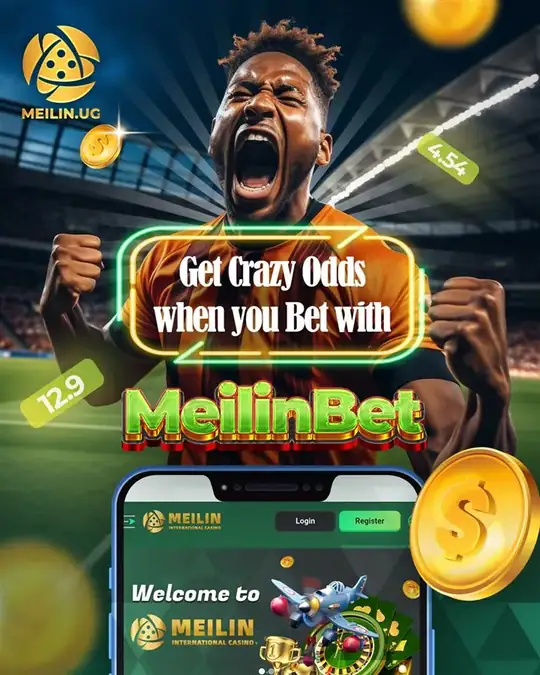 MEILIN.UG
4.54
Get Crazy Odds
when you Bet with
12.9
MeilinBet
MEILIN
INTERNATIONAL CASINO
Login
Register
Welcome to
MEILIN
INTERNATIONAL CASINO